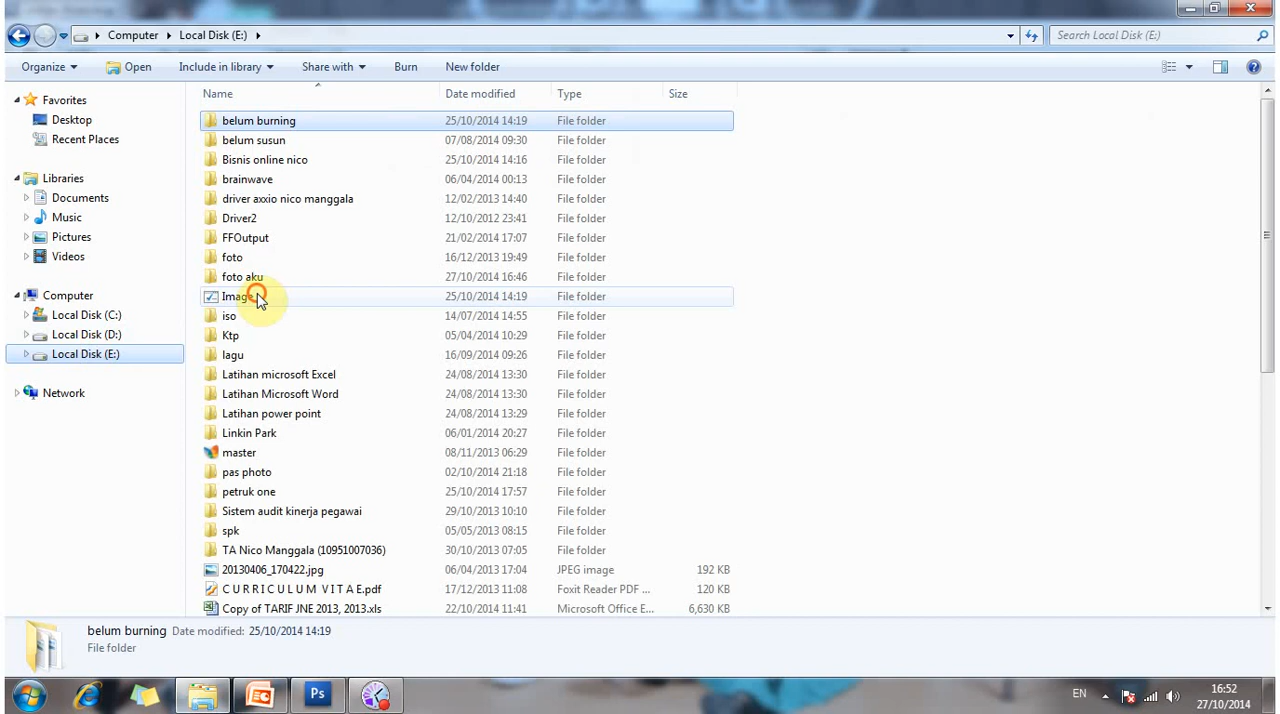 Computer Local Disk (E:) Search Local Disk (E:)
Organize Open Include in library Share with Burn New folder
Name Date modified Type Size
Favorites
Desktop
Recent Places
Libraries
Documents
Music
Pictures
Videos
Computer
Local Disk (C:)
Local Disk (D:)
Local Disk (E:)
Network
belum burning 25/10/2014 14:19 File folder
belum susun 07/08/2014 09:30 File folder
Bisnis online nico 25/10/2014 14:16 File folder
brainwave 06/04/2014 00:13 File folder
driver axxio nico manggala 12/02/2013 14:40 File folder
Driver2 12/10/2012 23:41 File folder
FFOutput 21/02/2014 17:07 File folder
foto 16/12/2013 19:49 File folder
foto aku 27/10/2014 16:46 File folder
Image 25/10/2014 14:19 File folder
iso 14/07/2014 14:55 File folder
Ktp 05/04/2014 10:29 File folder
lagu 16/09/2014 09:26 File folder
Latihan microsoft Excel 24/08/2014 13:30 File folder
Latihan Microsoft Word 24/08/2014 13:30 File folder
Latihan power point 24/08/2014 13:29 File folder
Linkin Park 06/01/2014 20:27 File folder
master 08/11/2013 06:29 File folder
pas photo 02/10/2014 21:18 File folder
petruk one 25/10/2014 17:57 File folder
Sistem audit kinerja pegawai 29/10/2013 10:10 File folder
spk 05/05/2013 08:15 File folder
TA Nico Manggala (10951007036) 30/10/2013 07:05 File folder
20130406_170422.jpg 06/04/2013 17:04 JPEG image 192 KB
C U R R I C U L U M V I T A E.pdf 17/12/2013 11:08 Foxit Reader PDF ... 120 KB
Copy of TARIF JNE 2013, 2013.xls 22/10/2014 11:41 Microsoft Office E... 6,630 KB
belum burning Date modified: 25/10/2014 14:19
File folder
Ps EN 16:52
27/10/2014